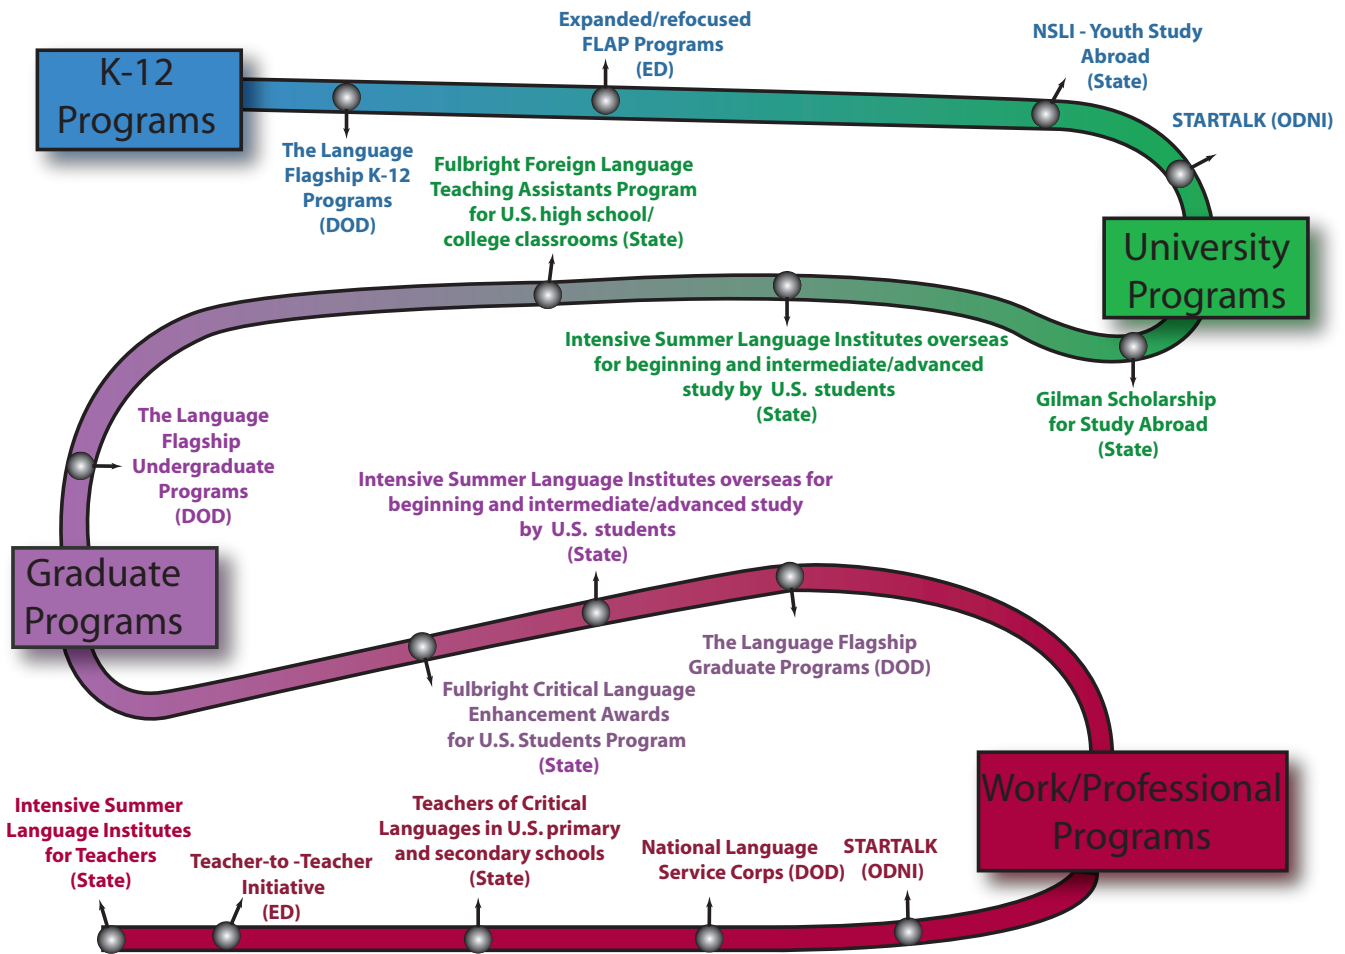 K-12
Programs
Expanded/refocused
FLAP Programs
(ED)
NSLI - Youth Study
Abroad
(State)
STARTALK (ODNI)
The Language
Flagship K-12
Programs
(DOD)
Fulbright Foreign Language
Teaching Assistants Program
for U.S. high school/
college classrooms (State)
University
Programs
Intensive Summer Language Institutes overseas
for beginning and intermediate/advanced
study by U.S. students
(State)
Gilman Scholarship
for Study Abroad
(State)
The Language
Flagship
Undergraduate
Programs
(DOD)
Intensive Summer Language Institutes overseas for
beginning and intermediate/advanced study
by U.S. students
(State)
Graduate
Programs
The Language Flagship
Graduate Programs (DOD)
Fulbright Critical Language
Enhancement Awards
for U.S. Students Program
(State)
Work/Professional
Programs
Intensive Summer
Language Institutes
for Teachers
(State)
Teacher-to -Teacher
Initiative
(ED)
Teachers of Critical
Languages in U.S. primary
and secondary schools
(State)
National Language
Service Corps (DOD)
STARTALK
(ODNI)